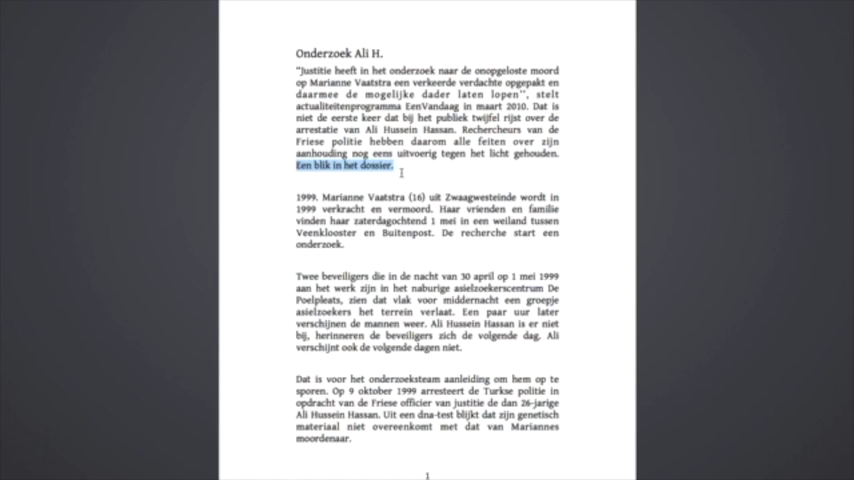 Onderzoek Ali H.
"Justitie heeft in het onderzoek naar de onopgeloste moord
op Marianne Vaatstra een verkeerde verdachte opgepakt en
daarmee de mogelijke dader laten lopen", stelt
actualiteitenprogramma EenVandaag in maart 2010. Dat is
niet de eerste keer dat bij het publiek twijfel rijst over de
arrestatie van Ali Hussein Hassan. Rechercheurs van de
Friese politie hebben daarom alle feiten over zijn
aanhouding nog eens uitvoerig tegen het licht gehouden.
Een blik in het dossier.
1999. Marianne Vaatstra (16) uit Zwaagwesteinde wordt in
1999 verkracht en vermoord. Haar vrienden en familie
vinden haar zaterdagochtend 1 mei in een weiland tussen
Veenklooster en Buitenpost. De recherche start een
onderzoek.
Twee beveiligers die in de nacht van 30 april op 1 mei 1999
aan het werk zijn in het naburige asielzoekerscentrum De
Poelpleats, zien dat vlak voor middernacht een groepje
asielzoekers het terrein verlaat. Een paar uur later
verschijnen de mannen weer. Ali Hussein Hassan is er niet
bij, herinneren de beveiligers zich de volgende dag. Ali
verschijnt ook de volgende dagen niet.
Dat is voor het onderzoeksteam aanleiding om hem op te
sporen. Op 9 oktober 1999 arresteert de Turkse politie in
opdracht van de Friese officier van justitie de dan 26-jarige
Ali Hussein Hassan. Uit een dna-test blijkt dat zijn genetisch
materiaal niet overeenkomt met dat van Mariannes
moordenaar.
1